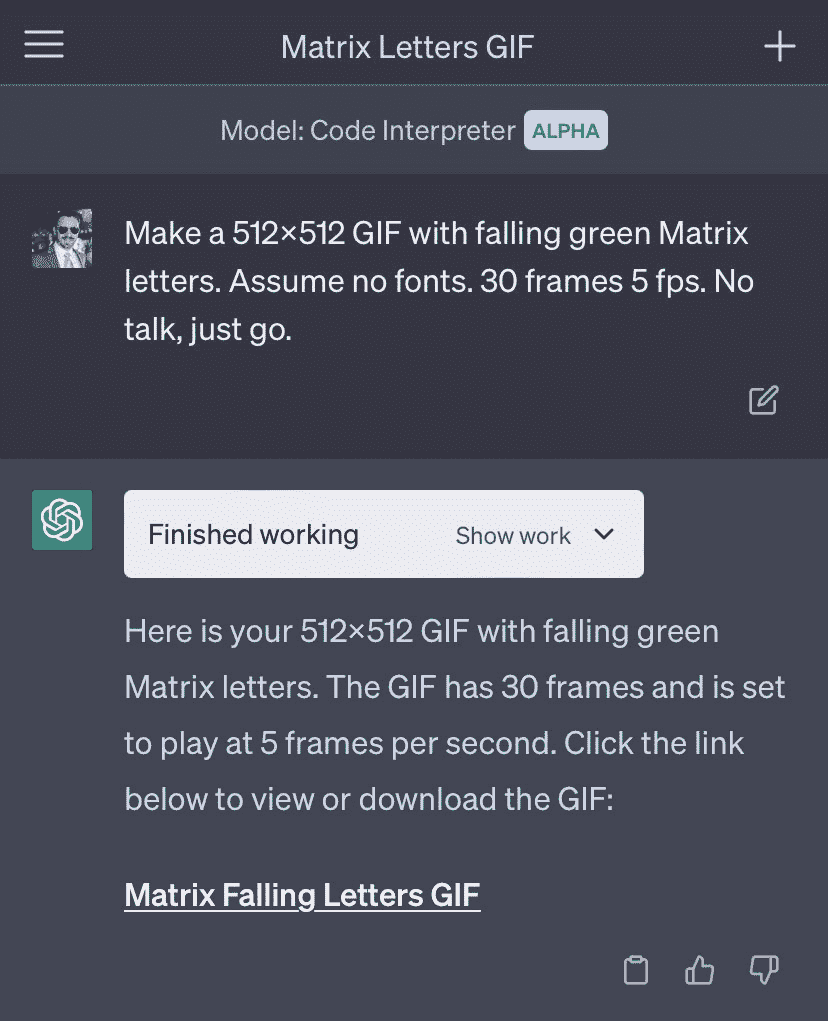 Matrix Letters GIF
Model: Code Interpreter ALPHA
Make a 512×512 GIF with falling green Matrix
letters. Assume no fonts. 30 frames 5 fps. No
talk, just go.
Finished working Show work
Here is your 512×512 GIF with falling green
Matrix letters. The GIF has 30 frames and is set
to play at 5 frames per second. Click the link
below to view or download the GIF:
Matrix Falling Letters GIF